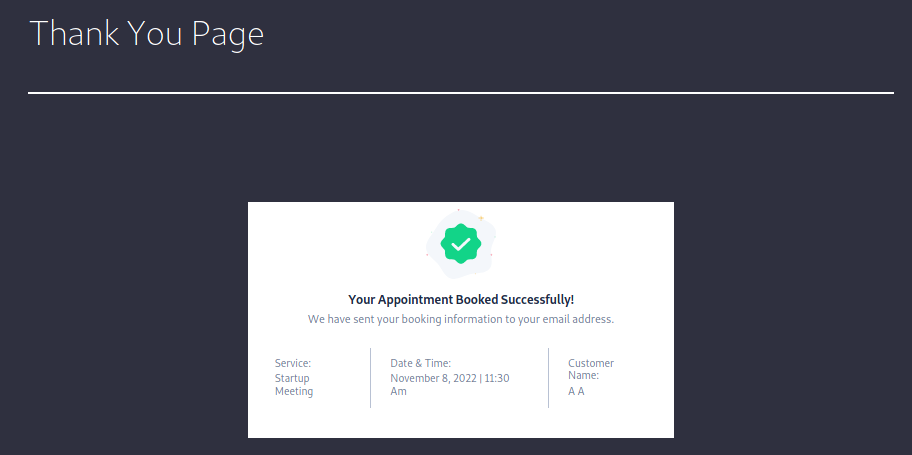 Thank You Page
Your Appointment Booked Successfully!
We have sent your booking information to your email address.
Service:
Startup
Meeting
Date & Time:
November 8, 2022 | 11:30
Am
Customer
Name:
A A